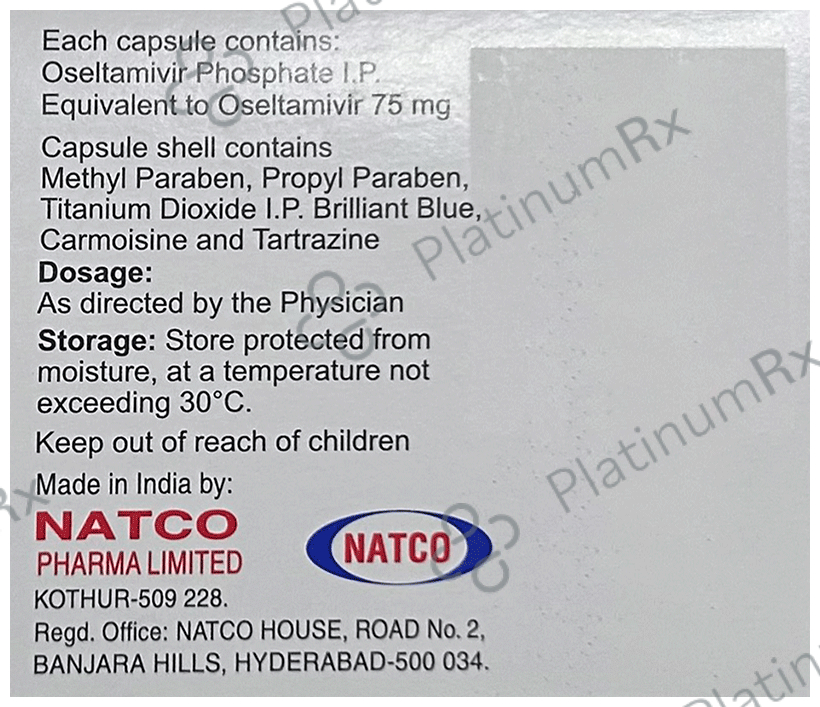 Each capsule contains:
Oseltamivir Phosphate I.P.
Equivalent to Oseltamivir 75 mg
Capsule shell contains
Methyl Paraben, Propyl Paraben,
Titanium Dioxide I.P. Brilliant Blue,
Carmoisine and Tartrazine
Dosage:
As directed by the Physician
Storage: Store protected from
moisture, at a temperature not
exceeding 30°C.
Keep out of reach of children
Made in India by:
NATCO
PHARMA LIMITED
NATCO
KOTHUR-509 228.
Regd. Office: NATCO HOUSE, ROAD No. 2,
BANJARA HILLS, HYDERABAD-500 034.
PlatinumRx
PlatinumRx
Plat
Rx
latin